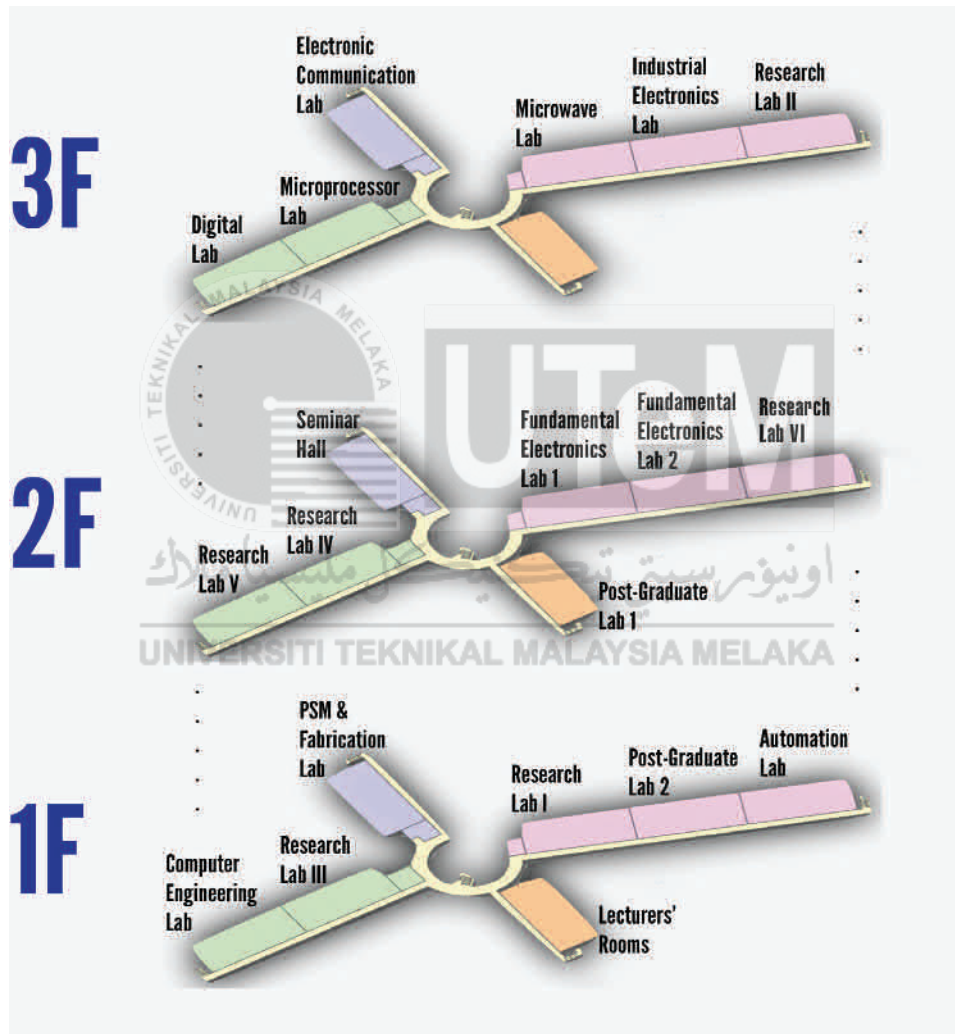 Electronic
Communication
Lab
Industrial
Electronics
Lab
Research
Lab II
Microwave
Lab
3F
Microprocessor
Lab
Digital
Lab
UNIVERSITI TEKNIKAL MALAYSIA MELAKA
UTeM
Seminar
Hall
Fundamental
Electronics
Lab 1
Fundamental
Electronics
Lab 2
Research
Lab VI
2F
Research
Lab IV
Research
Lab V
اونيۏرسيتي تيكنيكل مليسيا ملاك
Post-Graduate
Lab 1
UNIVERSITI TEKNIKAL MALAYSIA MELAKA
PSM &
Fabrication
Lab
Research
Lab I
Post-Graduate
Lab 2
Automation
Lab
1F
Research
Lab III
Computer
Engineering
Lab
Lecturers'
Rooms